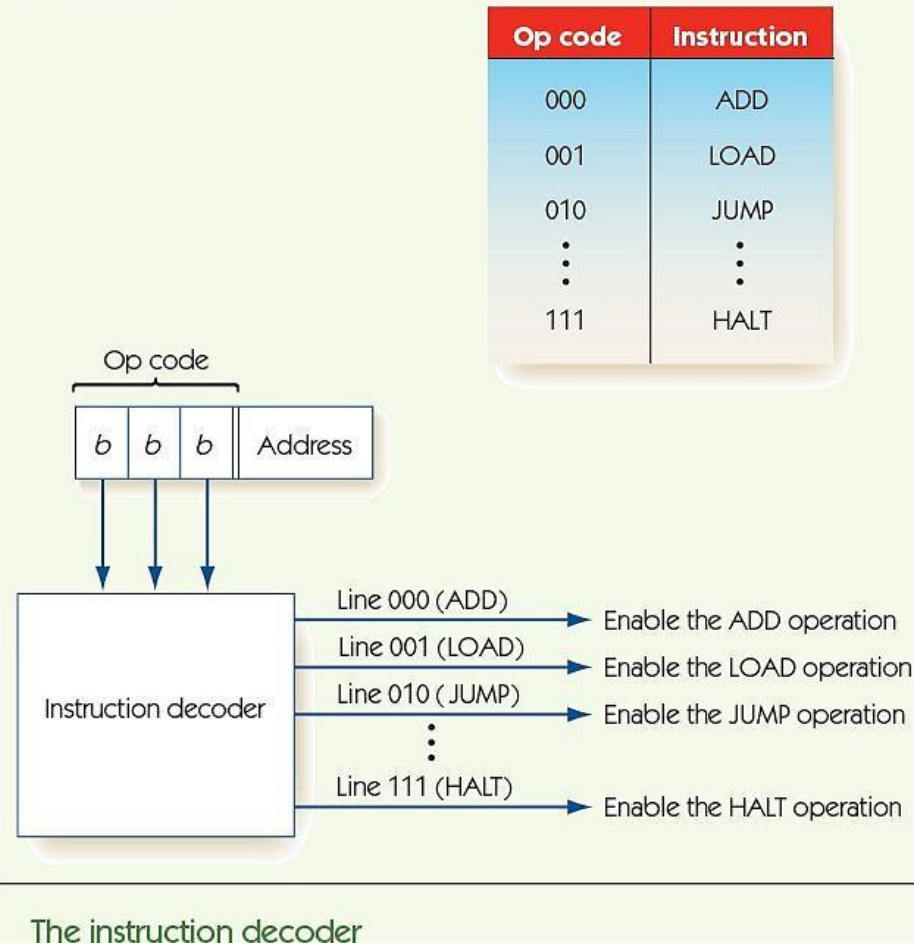 Op code Instruction
000 ADD
001 LOAD
010 JUMP
111 HALT
Op code
b b b Address
Instruction decoder
Line 000 (ADD)
Enable the ADD operation
Line 001 (LOAD)
Enable the LOAD operation
Line 010 ( JUMP)
Enable the JUMP operation
Line 111 (HALT)
Enable the HALT operation
The instruction decoder